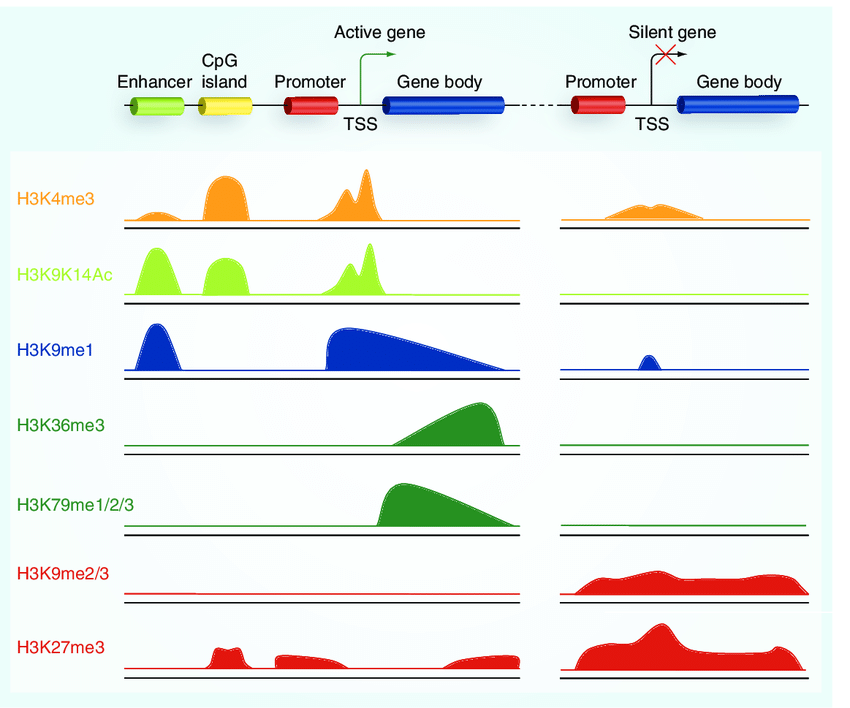 Active gene
Silent gene
CpG
island
Enhancer
Promoter
Gene body
Promoter
Gene body
TSS
TSS
H3K4me3
H3K9K14Ac
H3K9me1
H3K36me3
H3K79me1/2/3
H3K9me2/3
H3K27me3